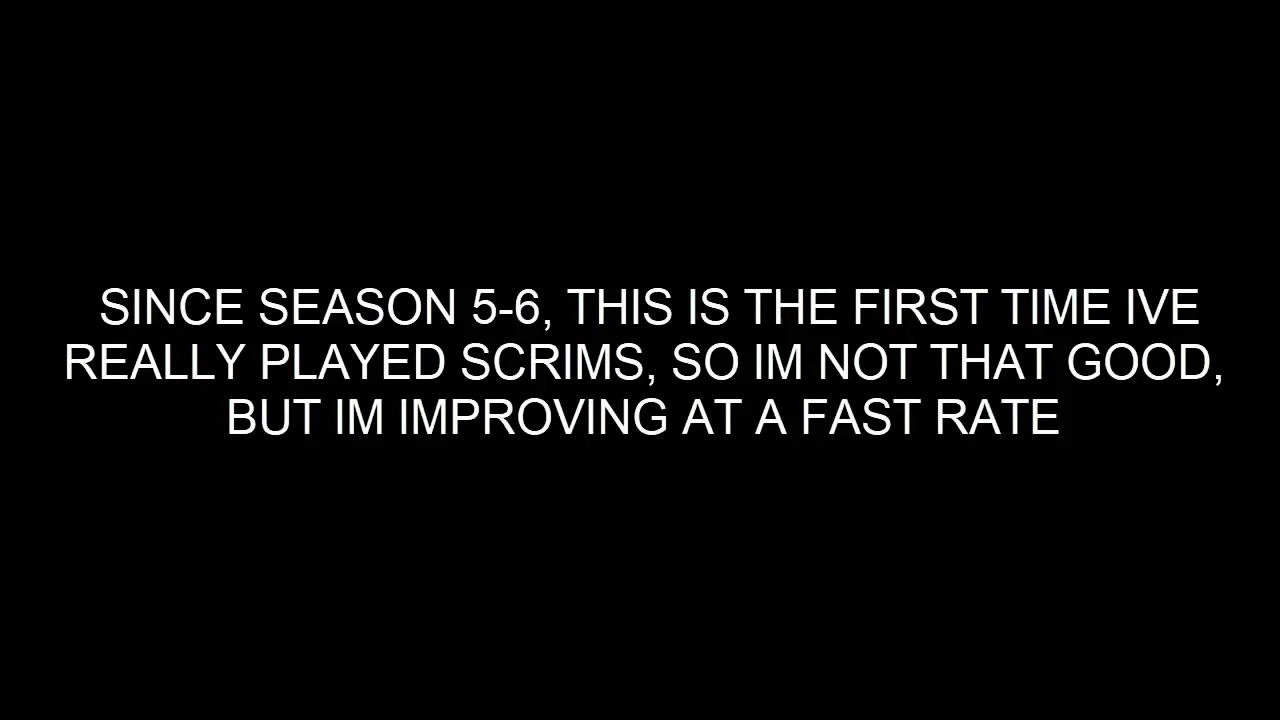 SINCE SEASON 5-6, THIS IS THE FIRST TIME IVE
REALLY PLAYED SCRIMS, SO IM NOT THAT GOOD,
BUT IM IMPROVING AT A FAST RATE